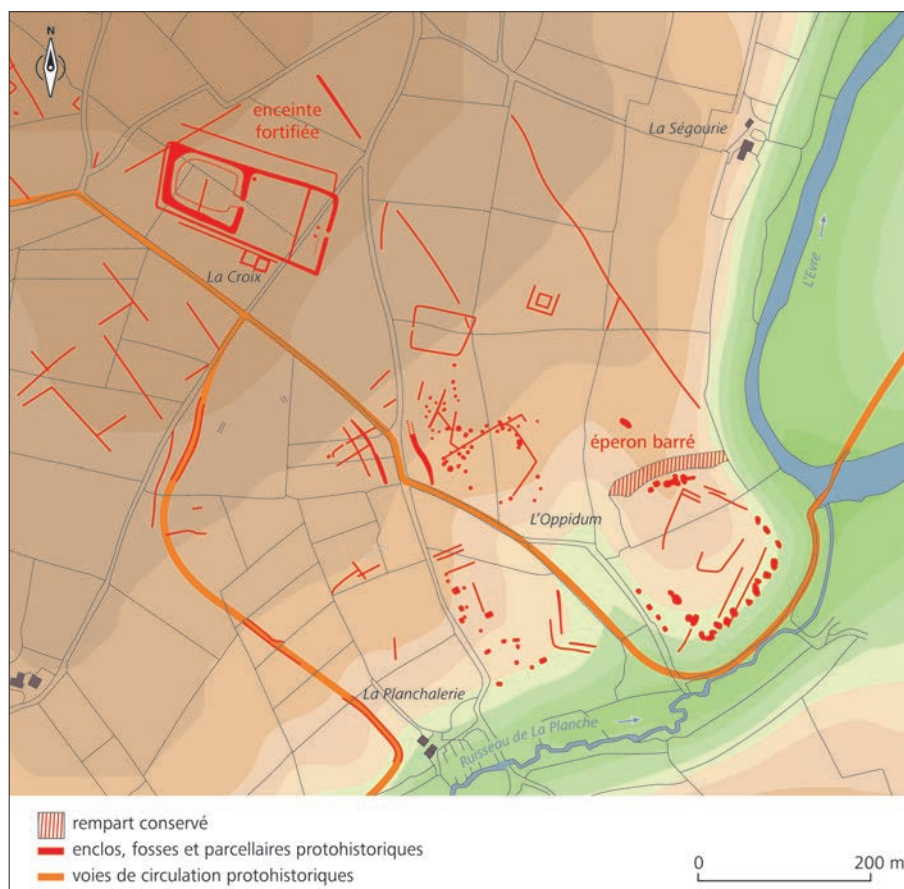 N
enceinte
fortifiée
La Ségourie
L'Èvre
La Croix
éperon barré
L'Oppidum
La Planchalerie
Ruisseau de La Planche
rempart conservé
enclos, fosses et parcellaires protohistoriques
voies de circulation protohistoriques
0 200 m